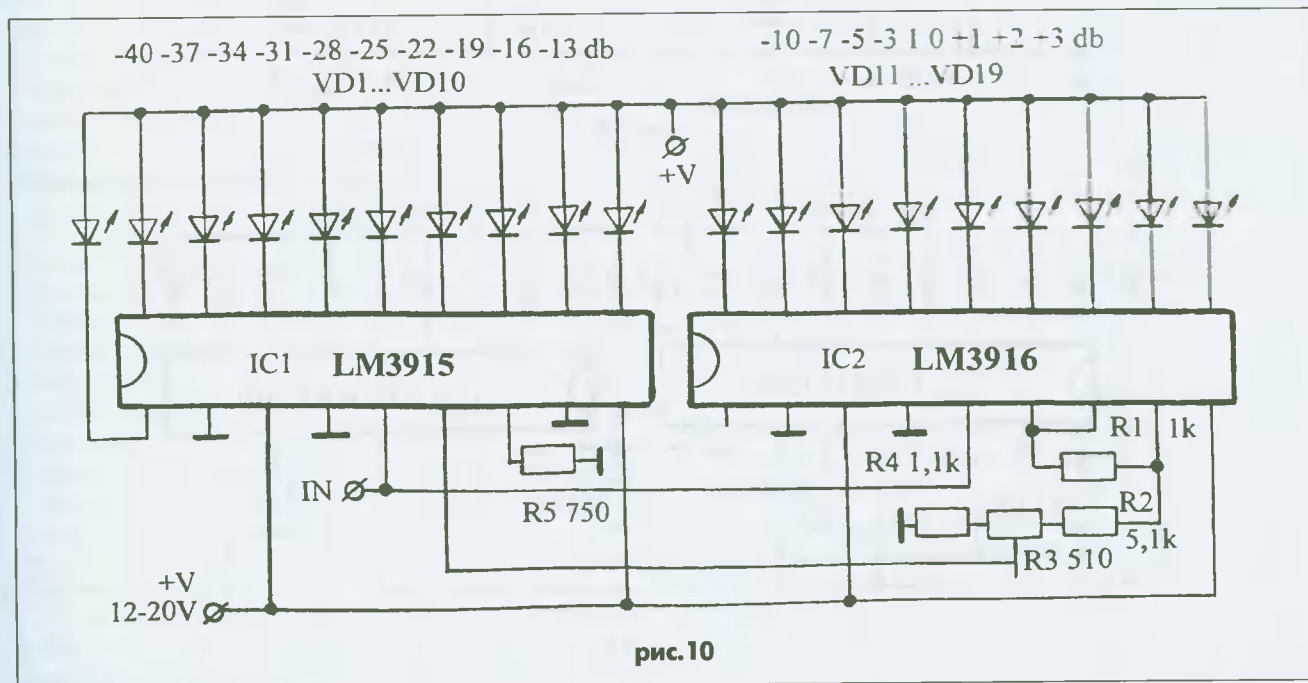 -40 -37 -34 -31 -28 -25 -22 -19 -16 -13 db
VD1...VD10
-10 -7 -5 -3 1 0 +1 +2 +3 db
VD11...VD19
+V
IC1 LM3915
IC2 LM3916
R1 1k
R4 1,1k
IN
R5 750
R2
5,1k
R3 510
+V
12-20V
рис.10